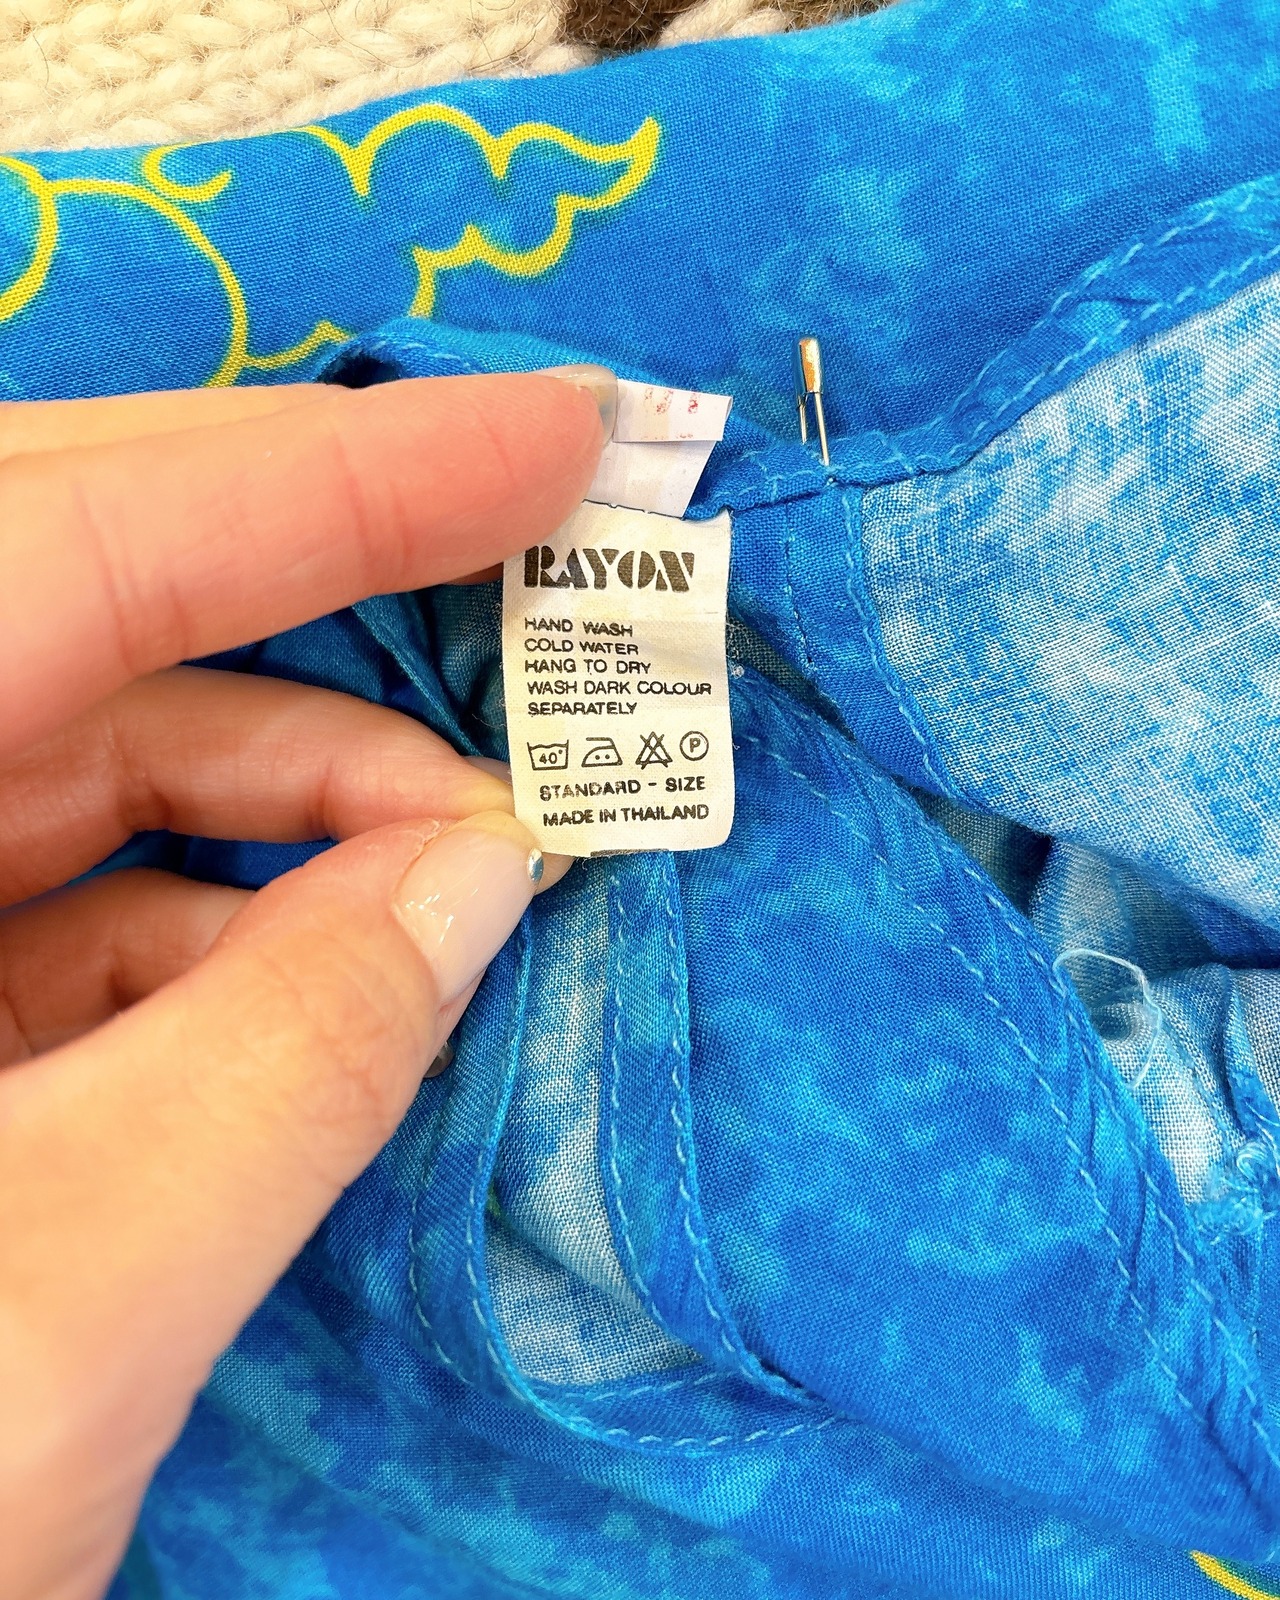 RAYON
HAND WASH
COLD WATER
HANG TO DRY
WASH DARK COLOUR
SEPARATELY
40° P
STANDARD - SIZE
MADE IN THAILAND